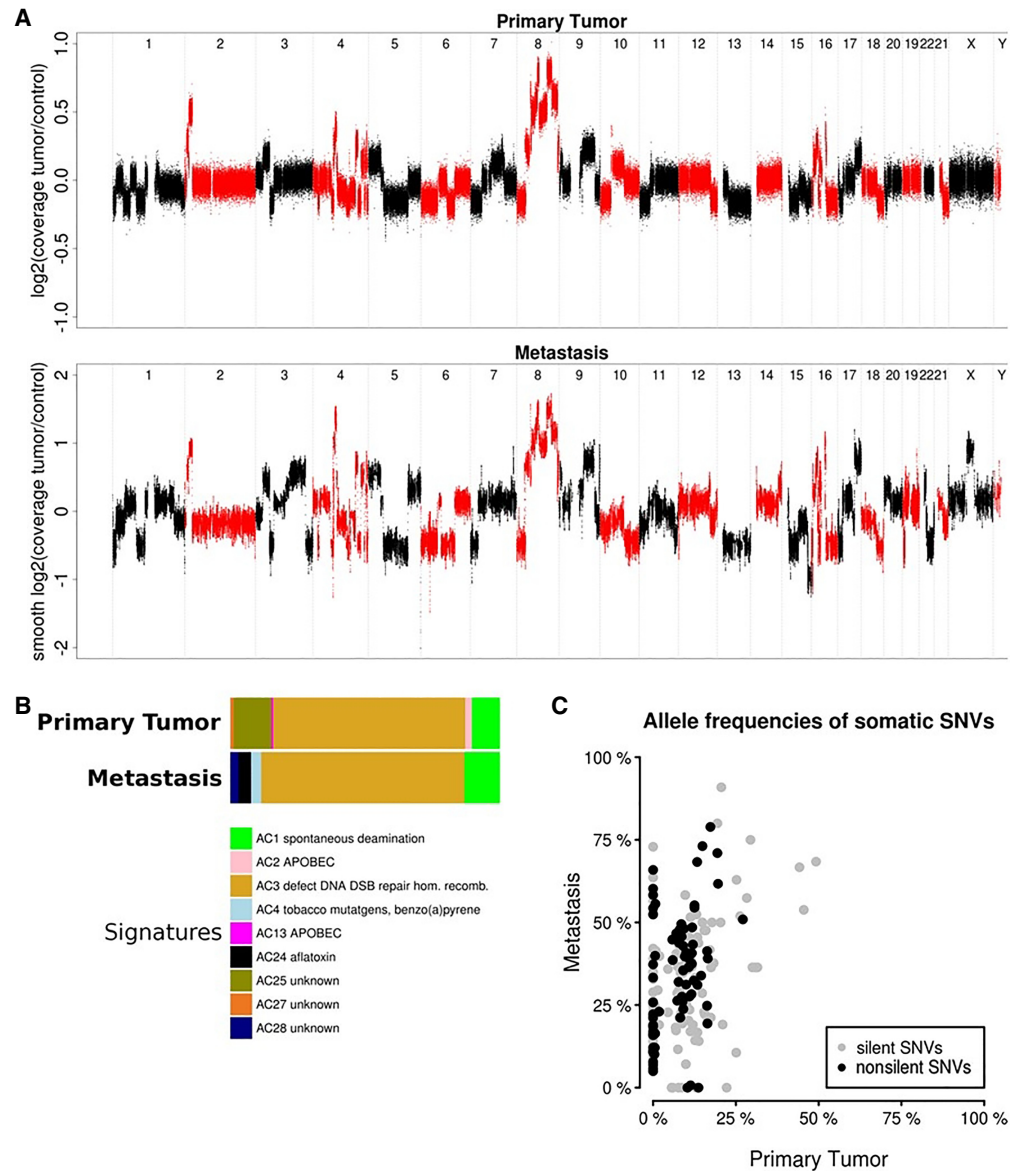 A
Primary Tumor
1 2 3 4 5 6 7 8 9 10 11 12 13 14 15 16 17 18 20 19 22 21 X Y
1.0
0.5
0.0
-0.5
-1.0
log2(coverage tumor/control)
Metastasis
1 2 3 4 5 6 7 8 9 10 11 12 13 14 15 16 17 18 20 19 22 21 X Y
2
1
0
-1
-2
smooth log2(coverage tumor/control)
B
Primary Tumor
Metastasis
Signatures
AC1 spontaneous deamination
AC2 APOBEC
AC3 defect DNA DSB repair hom. recomb.
AC4 tobacco mutatgens, benzo(a)pyrene
AC13 APOBEC
AC24 aflatoxin
AC25 unknown
AC27 unknown
AC28 unknown
C
Allele frequencies of somatic SNVs
100 %
75 %
50 %
25 %
0 %
Metastasis
silent SNVs
nonsilent SNVs
0 % 25 % 50 % 75 % 100 %
Primary Tumor